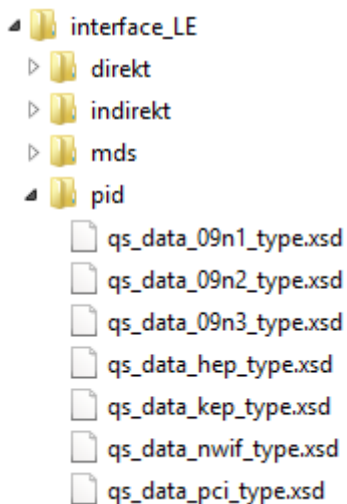 interface_LE
direkt
indirekt
mds
pid
qs_data_09n1_type.xsd
qs_data_09n2_type.xsd
qs_data_09n3_type.xsd
qs_data_hep_type.xsd
qs_data_kep_type.xsd
qs_data_nwif_type.xsd
qs_data_pci_type.xsd